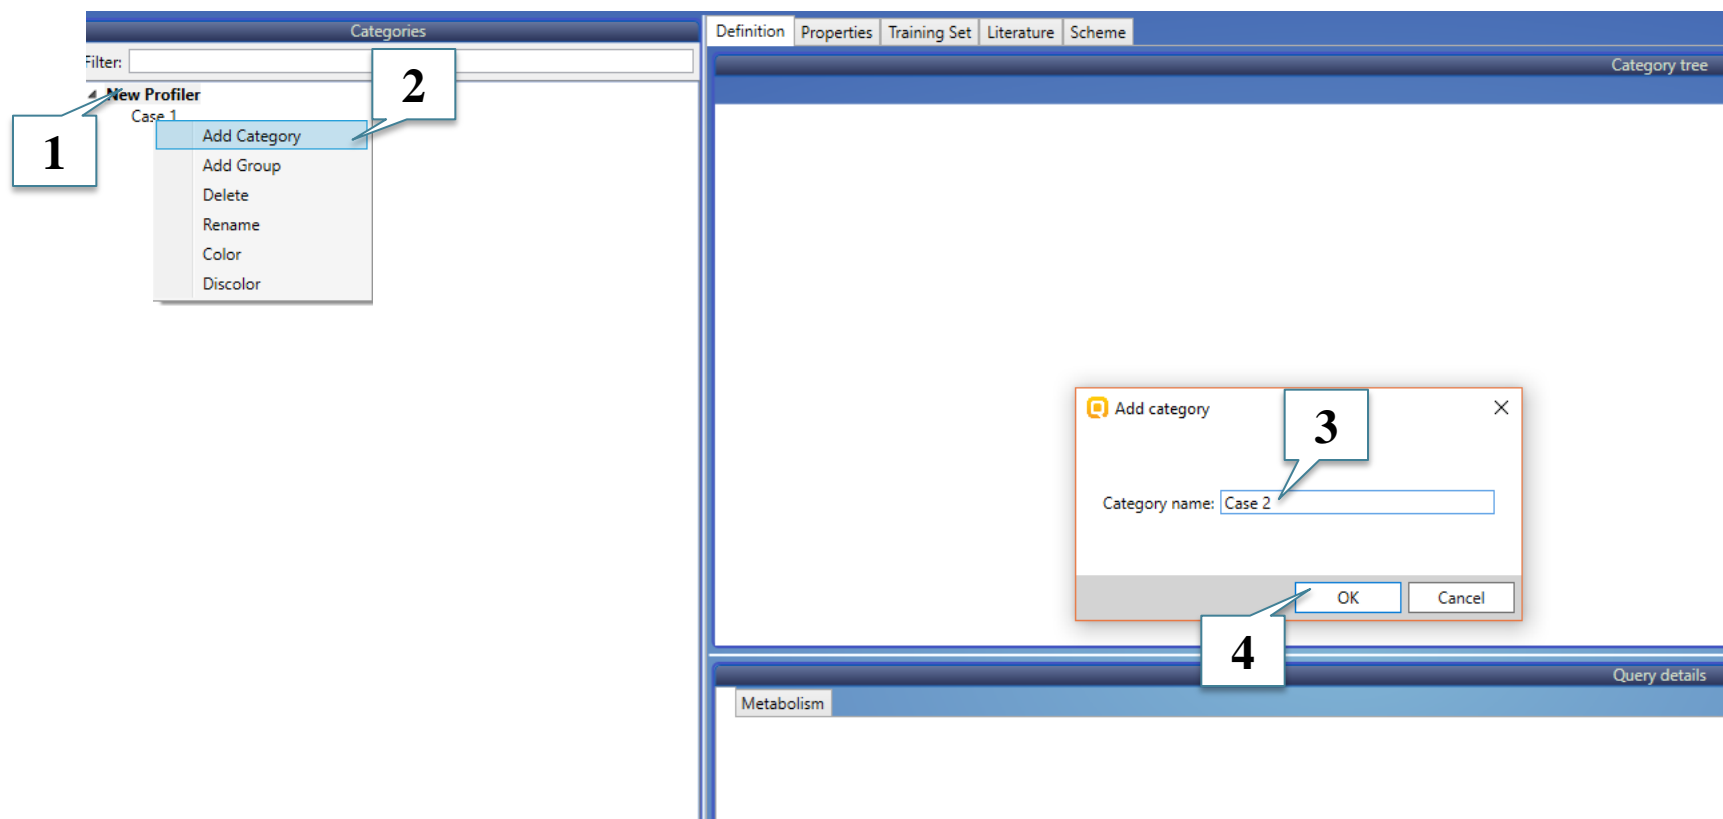 Categories
Filter:
New Profiler
Case 1
1
2
Add Category
Add Group
Delete
Rename
Color
Discolor
Definition
Properties
Training Set
Literature
Scheme
Category tree
Add category
3
Category name: Case 2
OK
Cancel
4
Query details
Metabolism